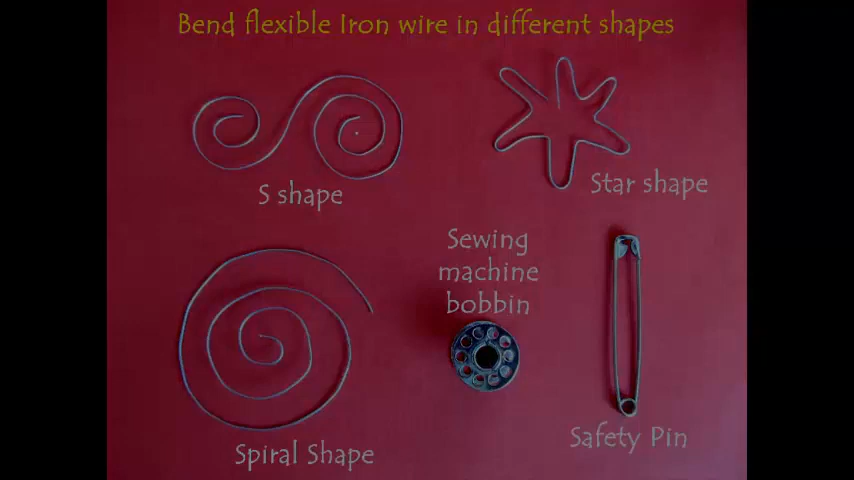 Bend flexible Iron wire in different shapes
S shape
Star shape
Sewing
machine
bobbin
Spiral Shape
Safety Pin